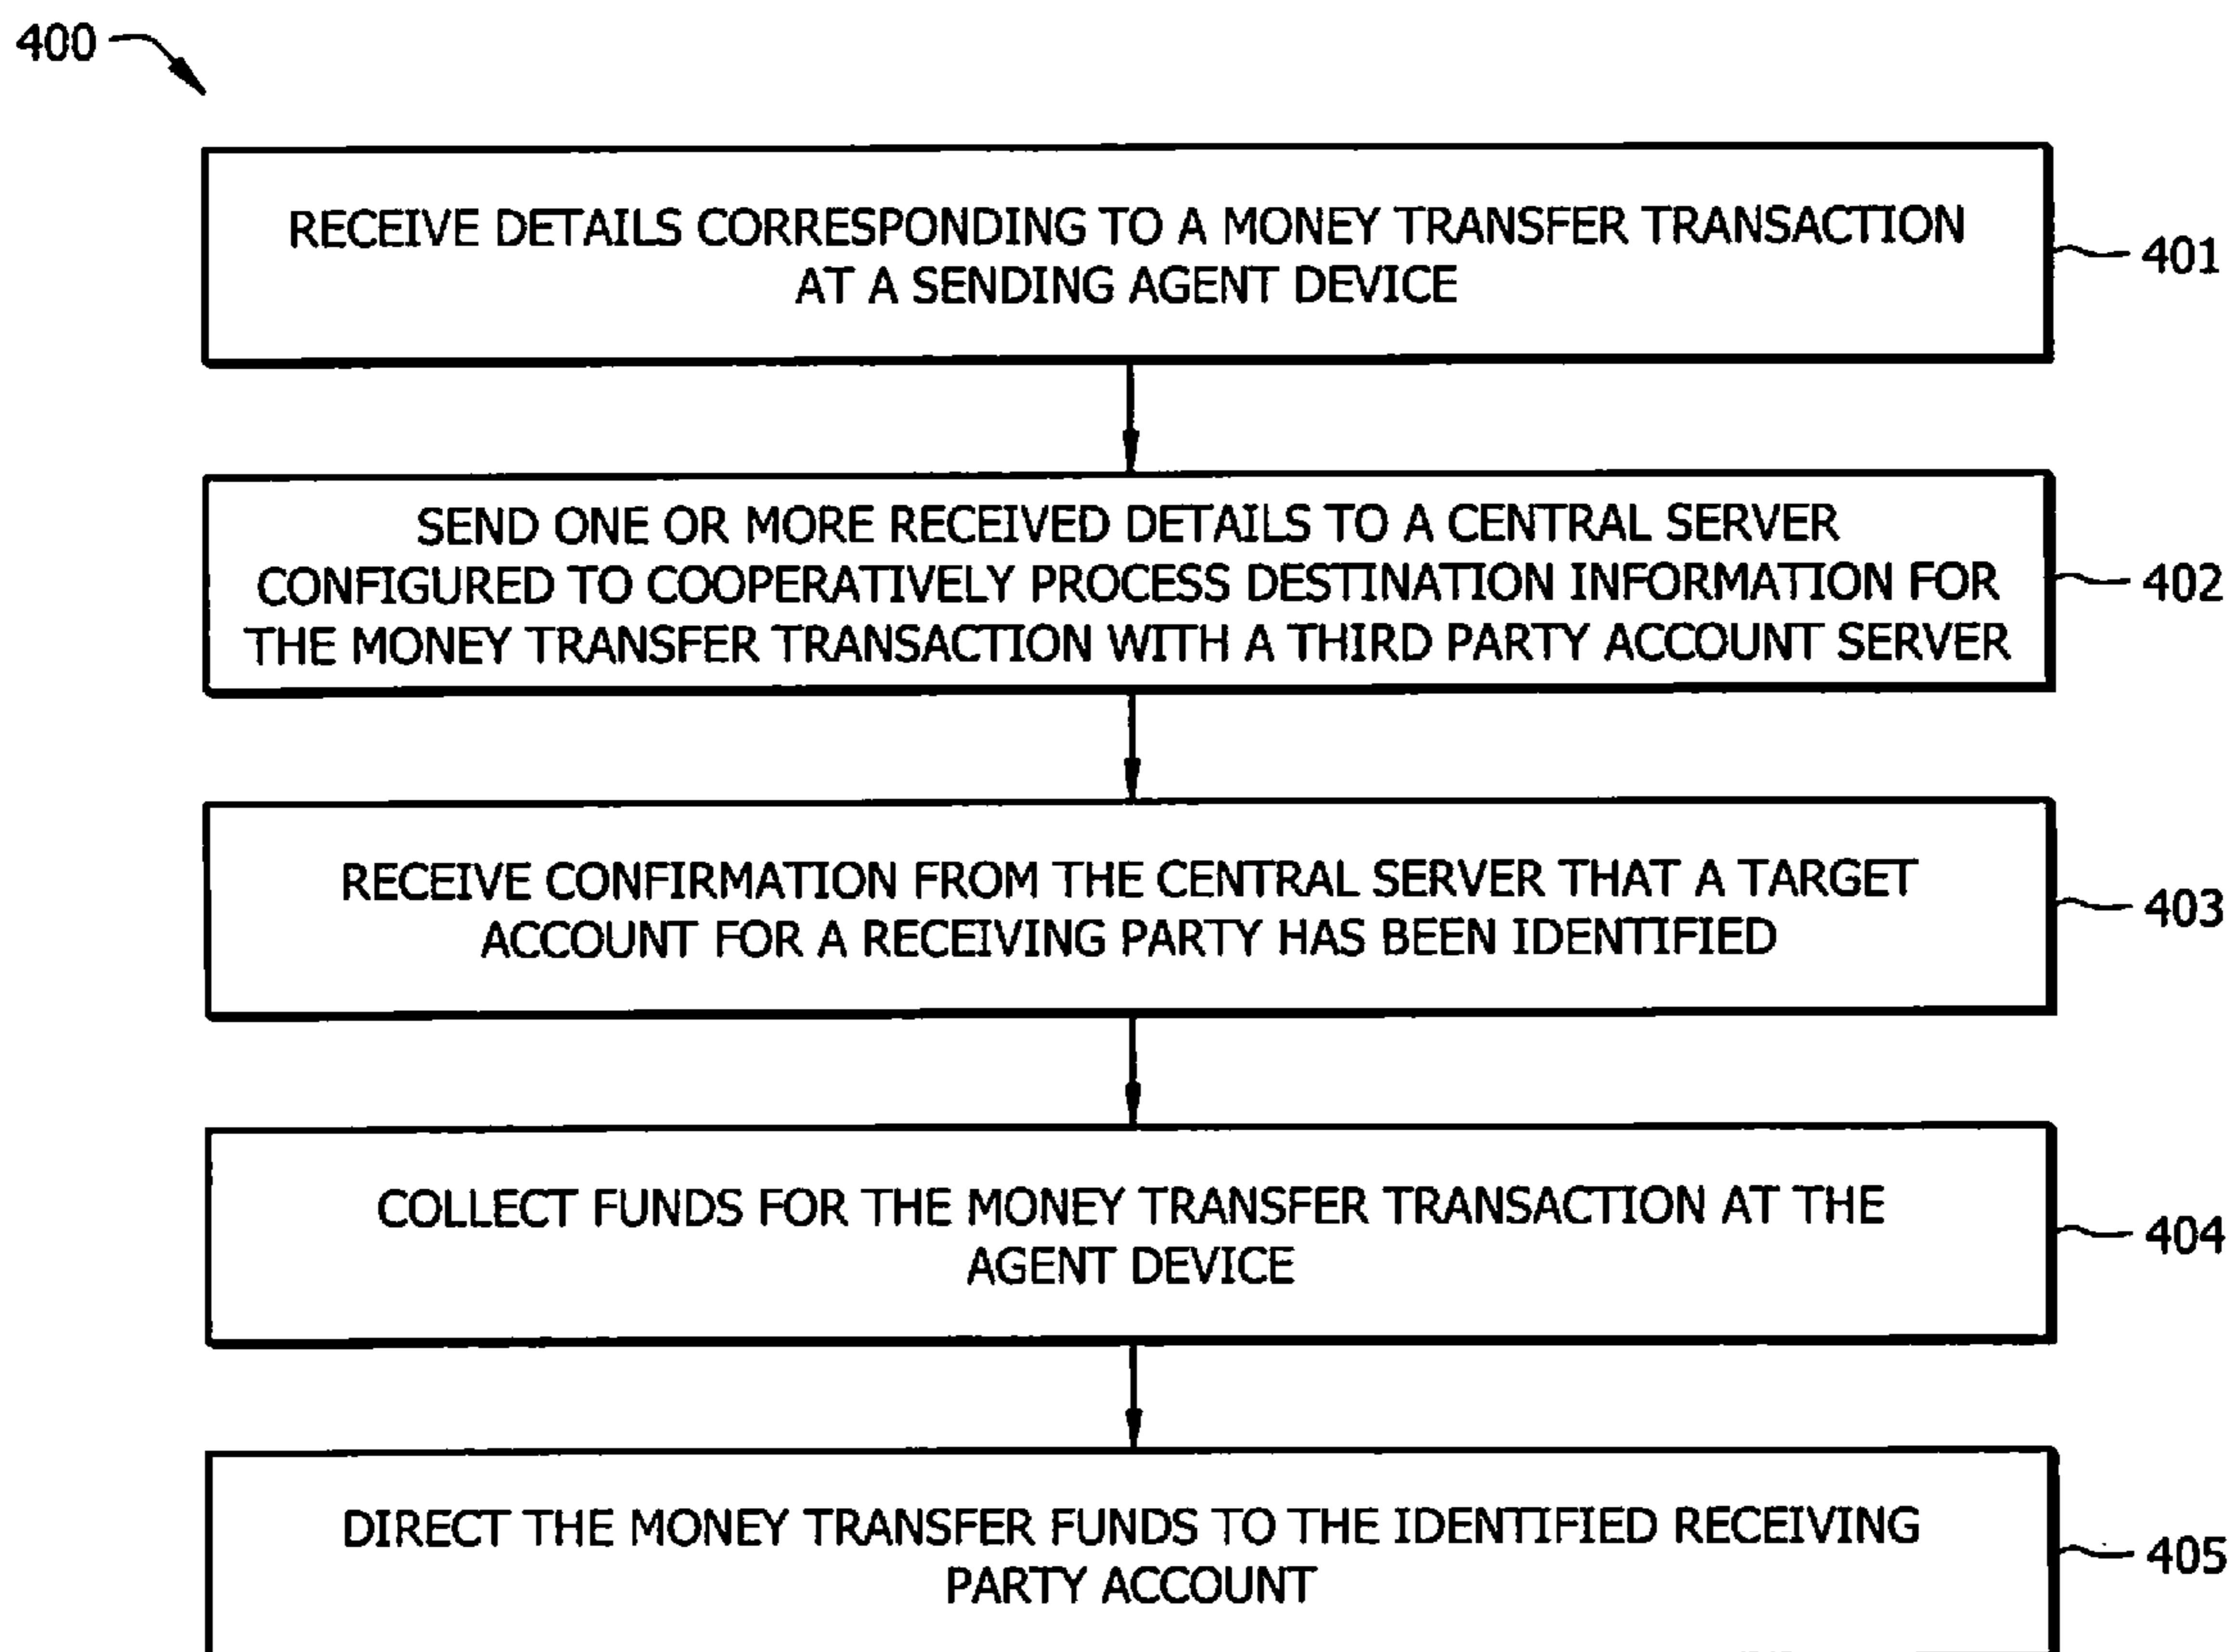 400
RECEIVE DETAILS CORRESPONDING TO A MONEY TRANSFER TRANSACTION
AT A SENDING AGENT DEVICE
401
SEND ONE OR MORE RECEIVED DETAILS TO A CENTRAL SERVER
CONFIGURED TO COOPERATIVELY PROCESS DESTINATION INFORMATION FOR
THE MONEY TRANSFER TRANSACTION WITH A THIRD PARTY ACCOUNT SERVER
402
RECEIVE CONFIRMATION FROM THE CENTRAL SERVER THAT A TARGET
ACCOUNT FOR A RECEIVING PARTY HAS BEEN IDENTIFIED
403
COLLECT FUNDS FOR THE MONEY TRANSFER TRANSACTION AT THE
AGENT DEVICE
404
DIRECT THE MONEY TRANSFER FUNDS TO THE IDENTIFIED RECEIVING
PARTY ACCOUNT
405